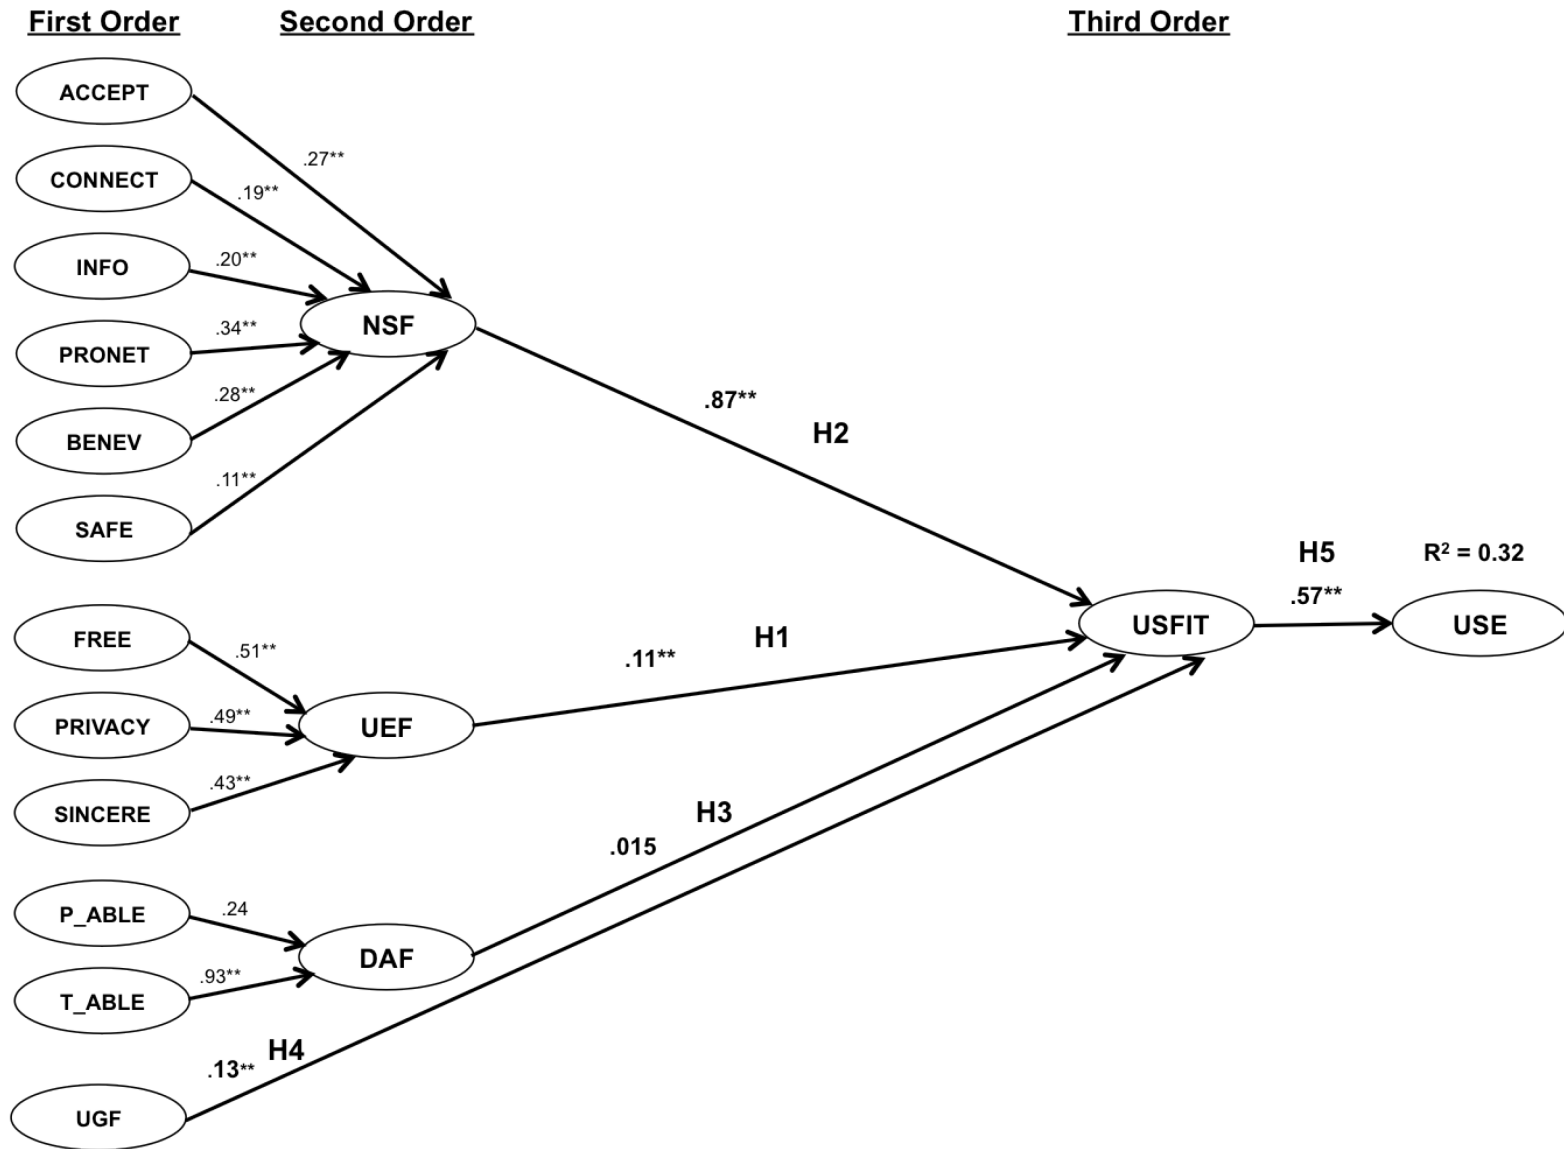 First Order
Second Order
Third Order
ACCEPT
.27**
CONNECT
.19**
INFO
.20**
NSF
PRONET
.34**
.28**
.87**
BENEV
H2
.11**
SAFE
H5
R² = 0.32
.57**
FREE
.51**
USFIT
USE
H1
.11**
PRIVACY
.49**
UEF
.43**
SINCERE
H3
.015
P_ABLE
.24
DAF
T_ABLE
.93**
H4
.13**
UGF